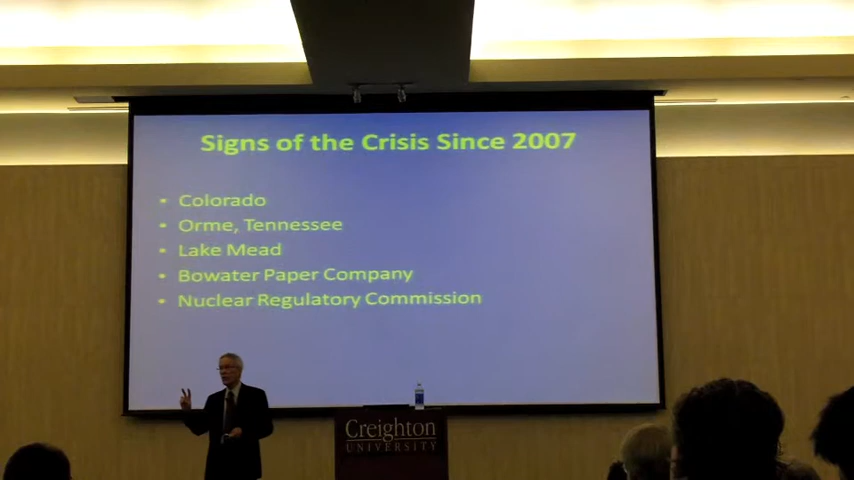 Signs of the Crisis Since 2007
• Colorado
• Orme, Tennessee
• Lake Mead
• Bowater Paper Company
• Nuclear Regulatory Commission
Creighton
UNIVERSITY